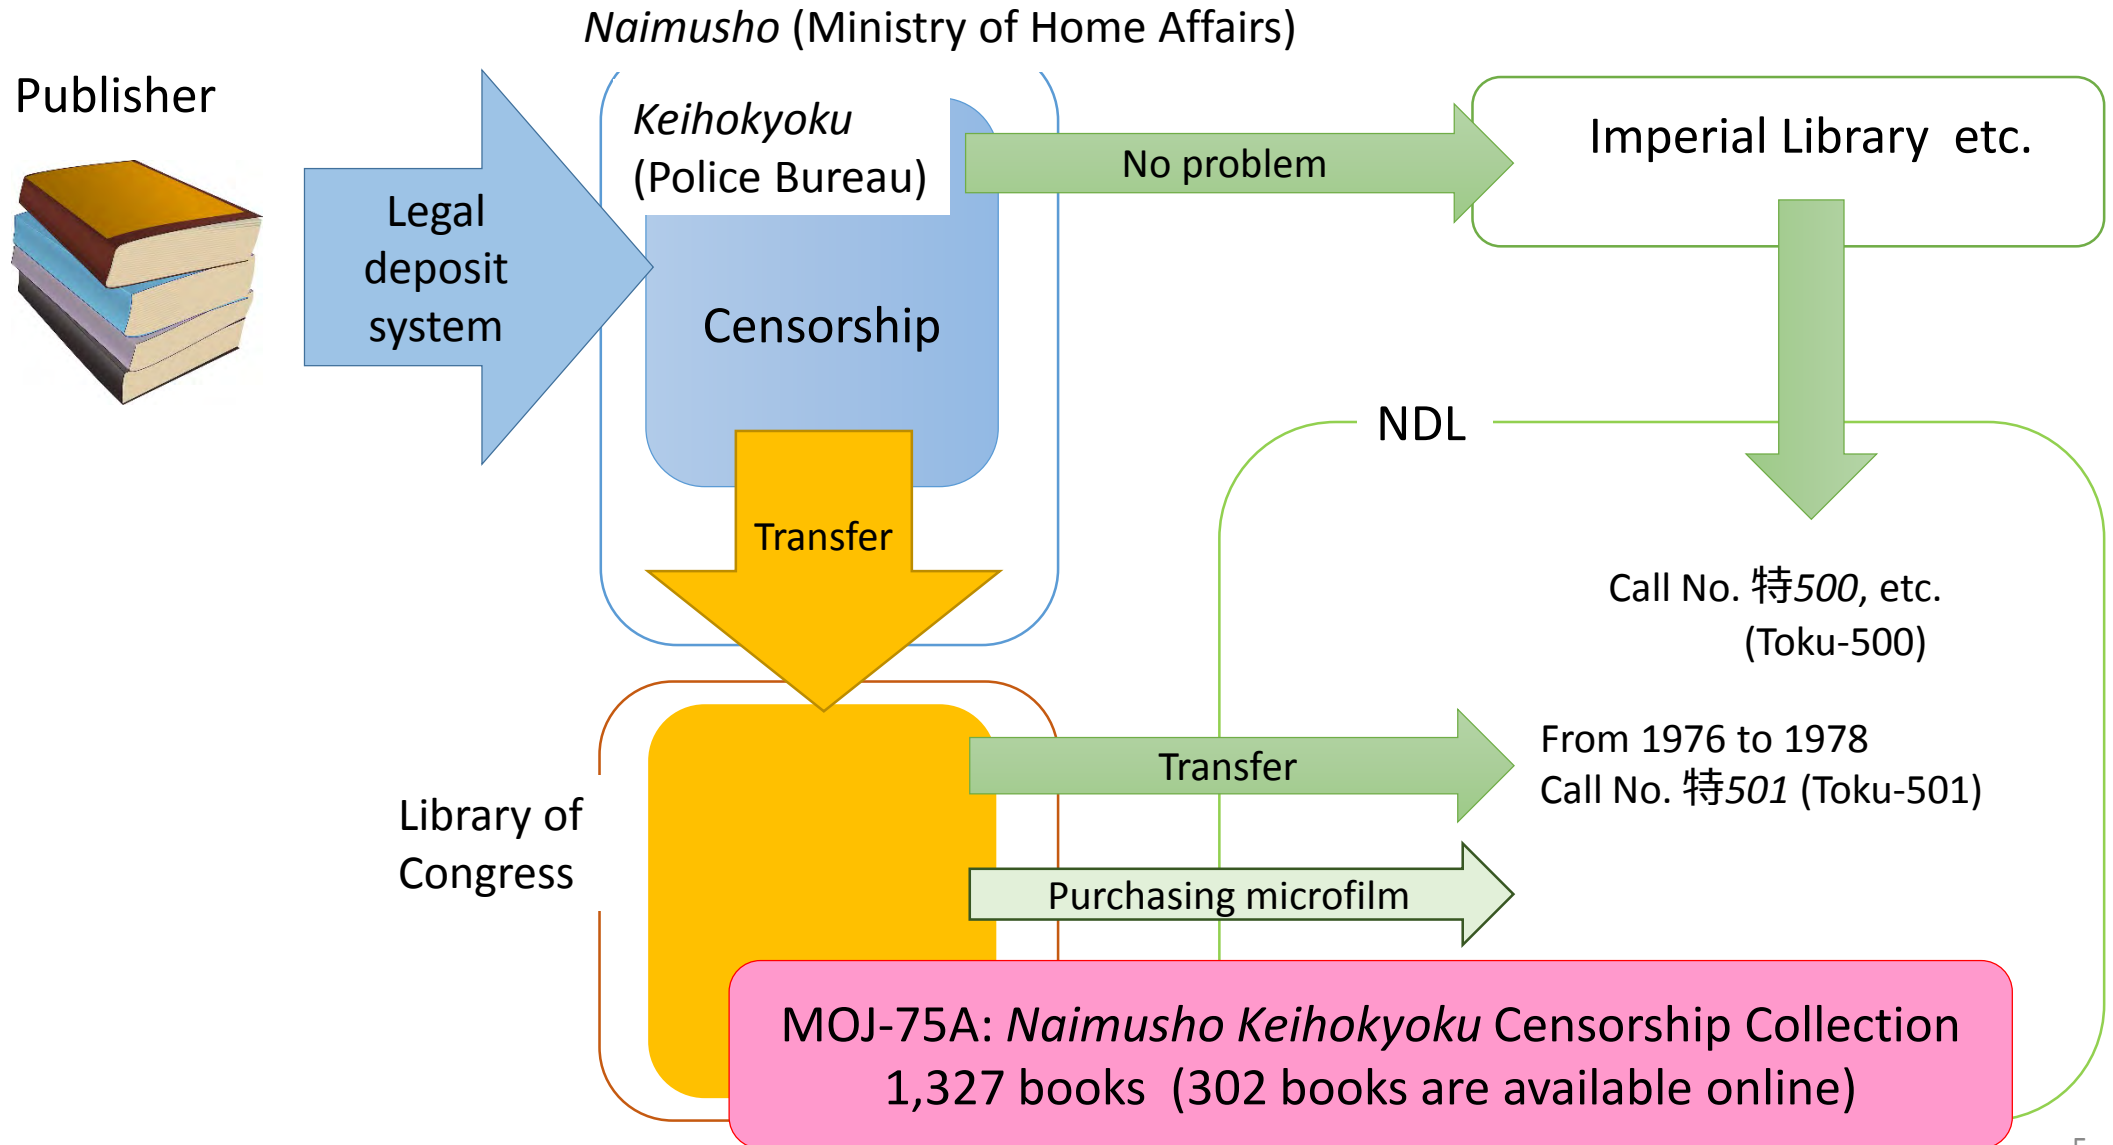 Naimusho (Ministry of Home Affairs)
Publisher
Legal
deposit
system
Keihokyoku
(Police Bureau)
Censorship
No problem
Imperial Library etc.
Transfer
NDL
Call No. 特500, etc.
(Toku-500)
Library of
Congress
Transfer
From 1976 to 1978
Call No. 特501 (Toku-501)
Purchasing microfilm
MOJ-75A: Naimusho Keihokyoku Censorship Collection
1,327 books (302 books are available online)